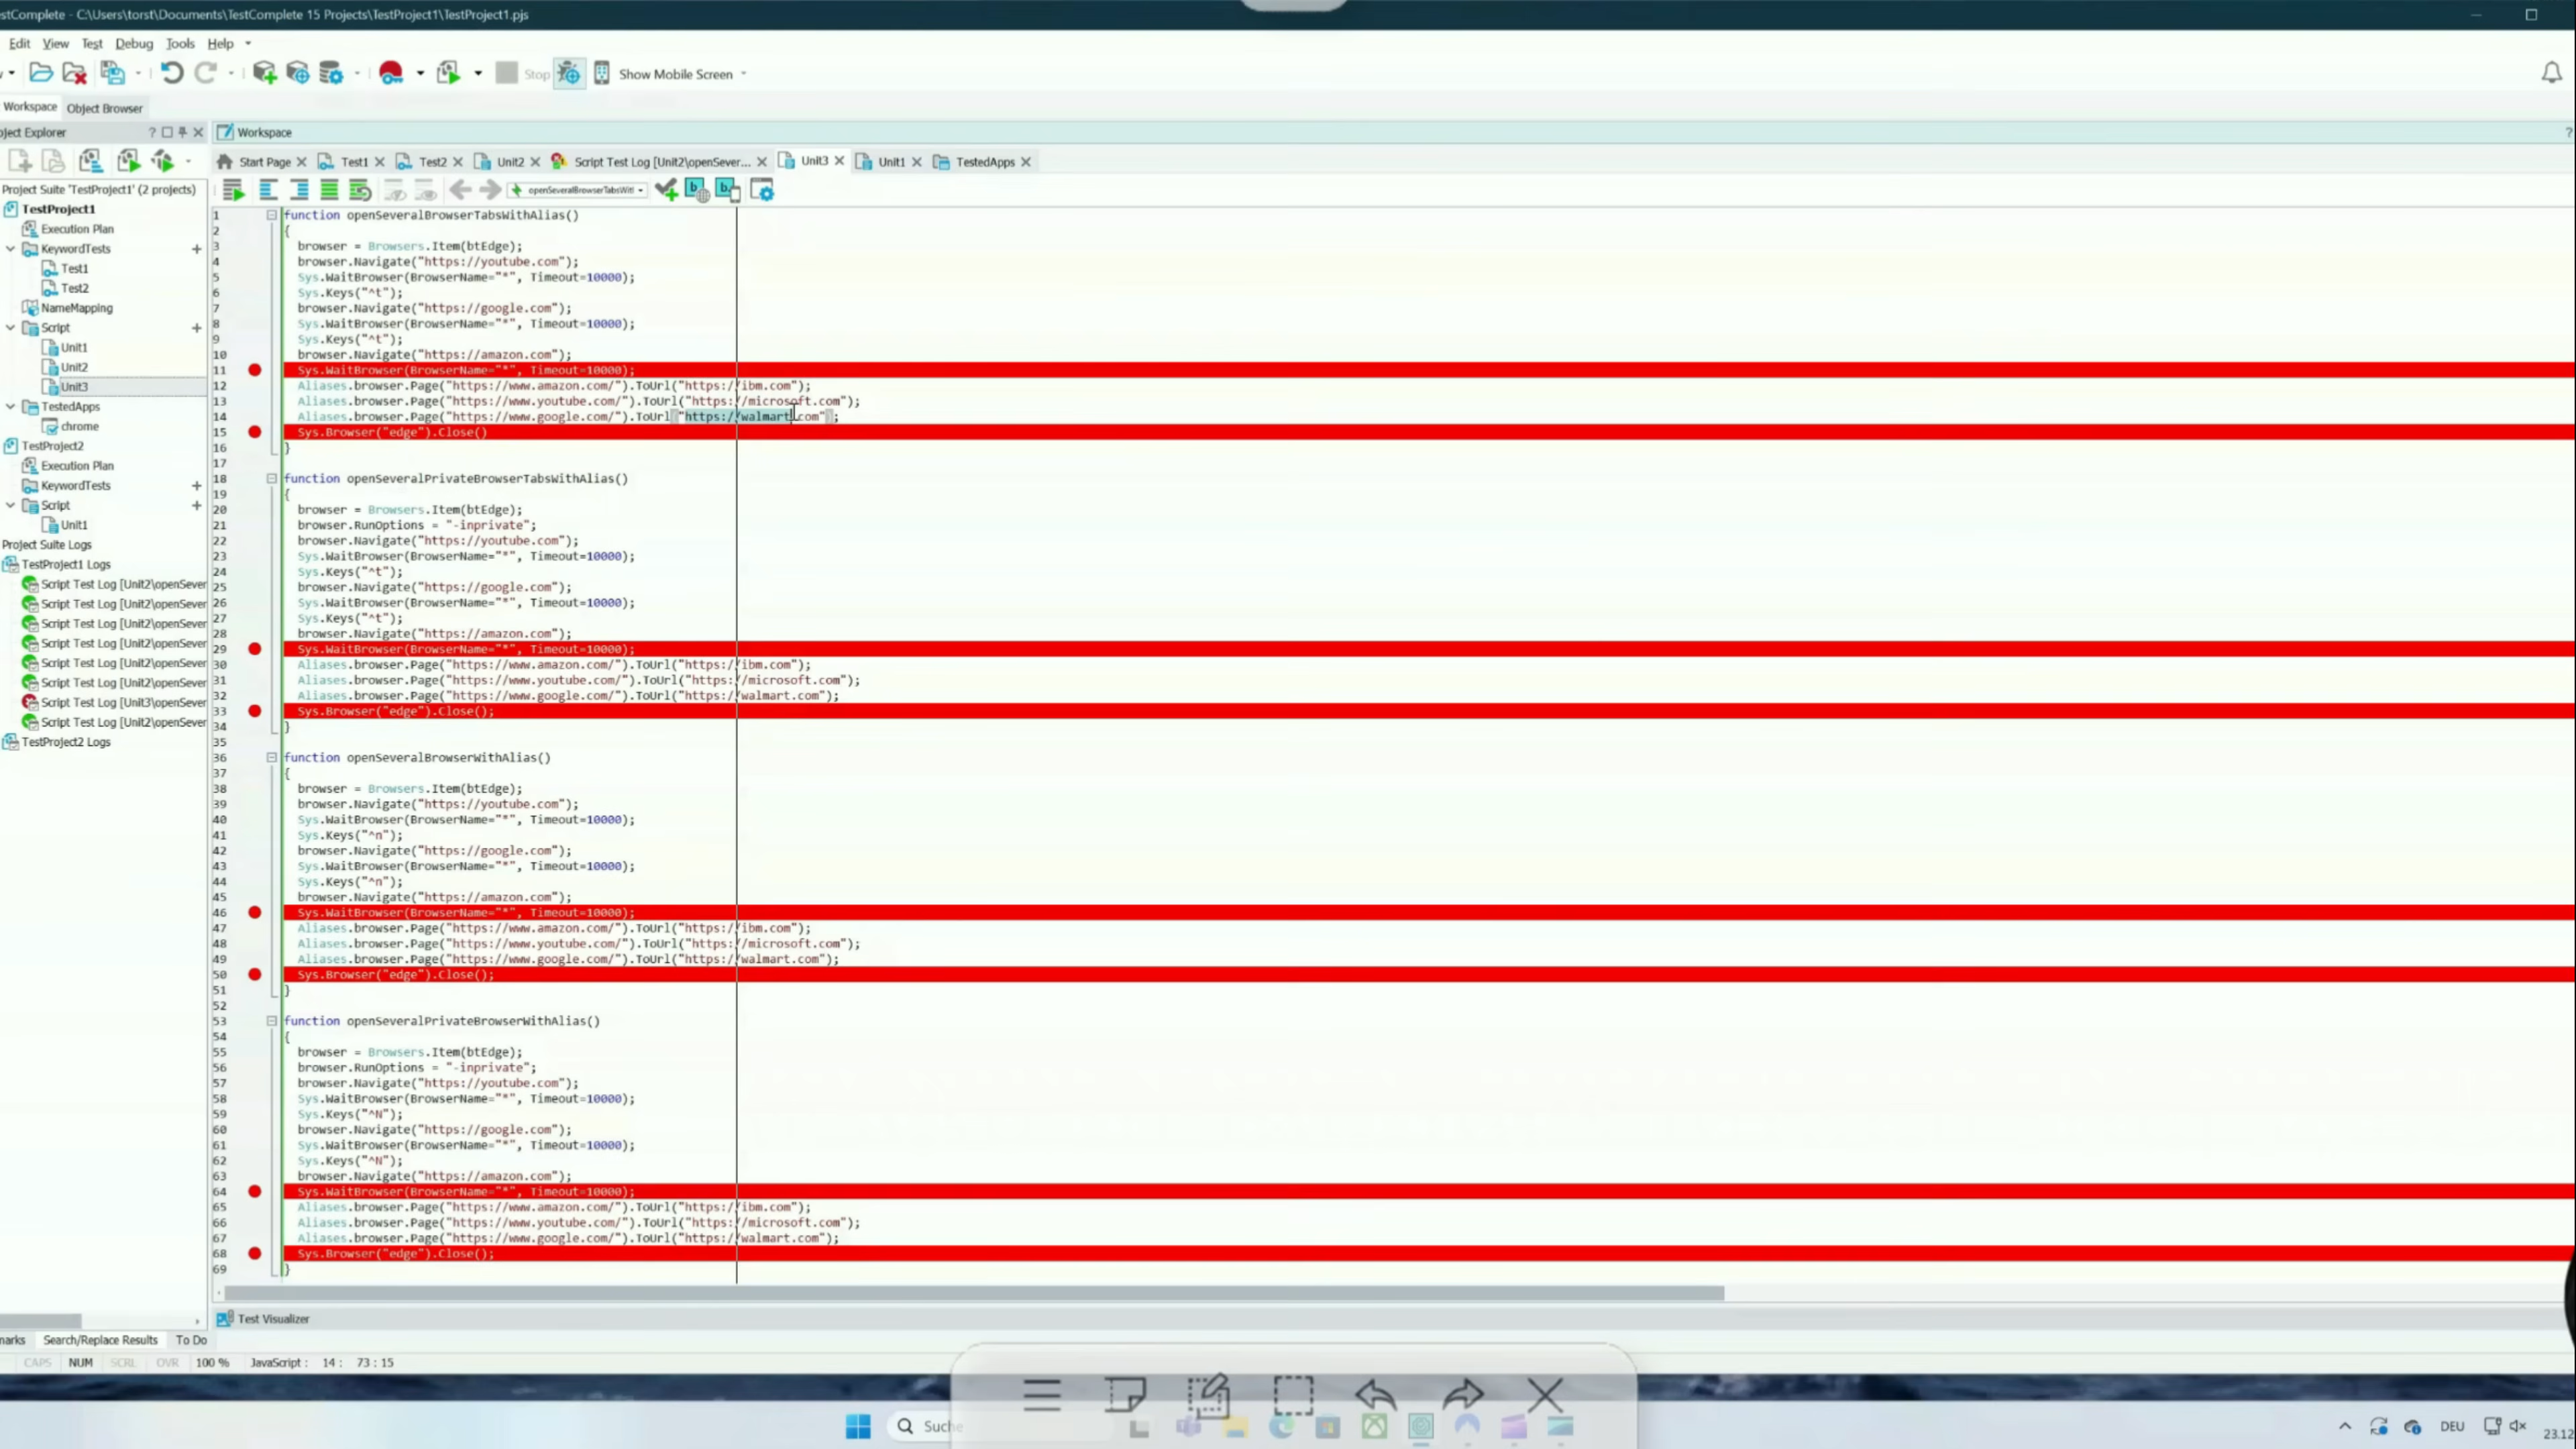 estComplete - C:\Users\torst\Documents\TestComplete 15 Projects\TestProject1\TestProject1.pjs
Edit View Test Debug Tools Help
Stop Show Mobile Screen
Workspace Object Browser
ject Explorer ?
Workspace ?
Start Page Test1 Test2 Unit2 Script Test Log [Unit2\openSever... Unit3 Unit1 TestedApps
openSeveralBrowserTabsWitl
Project Suite 'TestProject1' (2 projects)
TestProject1
Execution Plan
KeywordTests
Test1
Test2
NameMapping
Script
Unit1
Unit2
Unit3
TestedApps
chrome
TestProject2
Execution Plan
KeywordTests
Script
Unit1
Project Suite Logs
TestProject1 Logs
Script Test Log [Unit2\openSever
Script Test Log [Unit2\openSever
Script Test Log [Unit2\openSever
Script Test Log [Unit2\openSever
Script Test Log [Unit2\openSever
Script Test Log [Unit2\openSever
Script Test Log [Unit3\openSever
Script Test Log [Unit2\openSever
TestProject2 Logs
1 function openSeveralBrowserTabsWithAlias()
2 {
3 browser = Browsers.Item(btEdge);
4 browser.Navigate("https://youtube.com");
5 Sys.WaitBrowser(BrowserName="*", Timeout=10000);
6 Sys.Keys("^t");
7 browser.Navigate("https://google.com");
8 Sys.WaitBrowser(BrowserName="*", Timeout=10000);
9 Sys.Keys("^t");
10 browser.Navigate("https://amazon.com");
11 Sys.WaitBrowser(BrowserName="*", Timeout=10000);
12 Aliases.browser.Page("https://www.amazon.com/").ToUrl("https://ibm.com");
13 Aliases.browser.Page("https://www.youtube.com/").ToUrl("https://microsoft.com");
14 Aliases.browser.Page("https://www.google.com/").ToUrl("https://walmart.com");
15 Sys.Browser("edge").Close()
16 }
17
18 function openSeveralPrivateBrowserTabsWithAlias()
19 {
20 browser = Browsers.Item(btEdge);
21 browser.RunOptions = "-inprivate";
22 browser.Navigate("https://youtube.com");
23 Sys.WaitBrowser(BrowserName="*", Timeout=10000);
24 Sys.Keys("^t");
25 browser.Navigate("https://google.com");
26 Sys.WaitBrowser(BrowserName="*", Timeout=10000);
27 Sys.Keys("^t");
28 browser.Navigate("https://amazon.com");
29 Sys.WaitBrowser(BrowserName="*", Timeout=10000);
30 Aliases.browser.Page("https://www.amazon.com/").ToUrl("https://ibm.com");
31 Aliases.browser.Page("https://www.youtube.com/").ToUrl("https://microsoft.com");
32 Aliases.browser.Page("https://www.google.com/").ToUrl("https://walmart.com");
33 Sys.Browser("edge").Close();
34 }
35
36 function openSeveralBrowserWithAlias()
37 {
38 browser = Browsers.Item(btEdge);
39 browser.Navigate("https://youtube.com");
40 Sys.WaitBrowser(BrowserName="*", Timeout=10000);
41 Sys.Keys("^n");
42 browser.Navigate("https://google.com");
43 Sys.WaitBrowser(BrowserName="*", Timeout=10000);
44 Sys.Keys("^n");
45 browser.Navigate("https://amazon.com");
46 Sys.WaitBrowser(BrowserName="*", Timeout=10000);
47 Aliases.browser.Page("https://www.amazon.com/").ToUrl("https://ibm.com");
48 Aliases.browser.Page("https://www.youtube.com/").ToUrl("https://microsoft.com");
49 Aliases.browser.Page("https://www.google.com/").ToUrl("https://walmart.com");
50 Sys.Browser("edge").Close();
51 }
52
53 function openSeveralPrivateBrowserWithAlias()
54 {
55 browser = Browsers.Item(btEdge);
56 browser.RunOptions = "-inprivate";
57 browser.Navigate("https://youtube.com");
58 Sys.WaitBrowser(BrowserName="*", Timeout=10000);
59 Sys.Keys("^N");
60 browser.Navigate("https://google.com");
61 Sys.WaitBrowser(BrowserName="*", Timeout=10000);
62 Sys.Keys("^N");
63 browser.Navigate("https://amazon.com");
64 Sys.WaitBrowser(BrowserName="*", Timeout=10000);
65 Aliases.browser.Page("https://www.amazon.com/").ToUrl("https://ibm.com");
66 Aliases.browser.Page("https://www.youtube.com/").ToUrl("https://microsoft.com");
67 Aliases.browser.Page("https://www.google.com/").ToUrl("https://walmart.com");
68 Sys.Browser("edge").Close();
69 }
Test Visualizer
marks Search/Replace Results To Do
CAPS NUM SCRL OVR 100 % JavaScript : 14 : 73 : 15
Suche
DEU
23.12